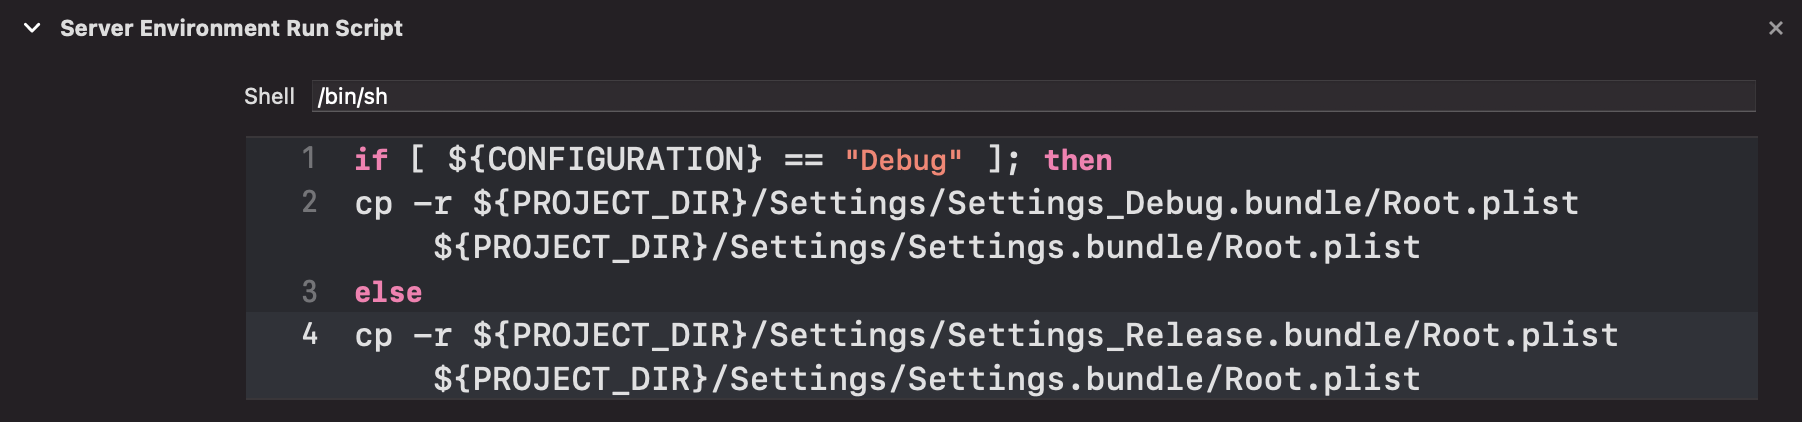 Server Environment Run Script
Shell /bin/sh
1 if [ ${CONFIGURATION} == "Debug" ]; then
2 cp -r ${PROJECT_DIR}/Settings/Settings_Debug.bundle/Root.plist
${PROJECT_DIR}/Settings/Settings.bundle/Root.plist
3 else
4 cp -r ${PROJECT_DIR}/Settings/Settings_Release.bundle/Root.plist
${PROJECT_DIR}/Settings/Settings.bundle/Root.plist